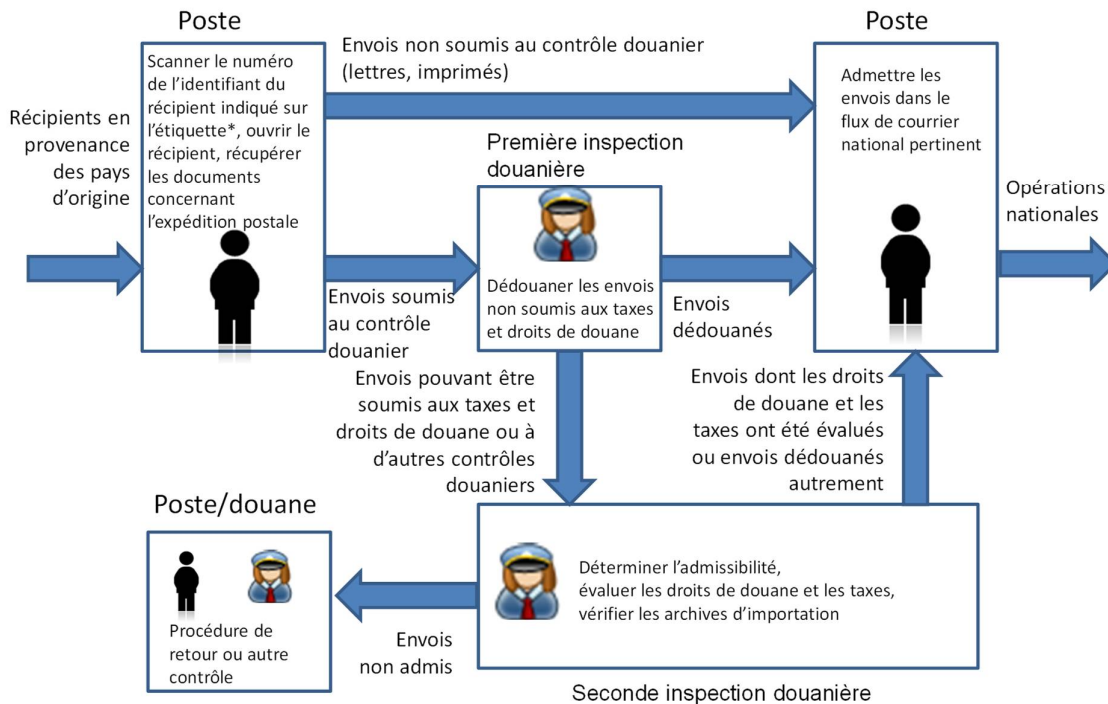 Poste
Scanner le numéro
de l'identifiant du
récipient indiqué sur
l'étiquette*, ouvrir le
récipient, récupérer
les documents
concernant
l'expédition postale
Récipients en
provenance
des pays
d'origine
Envois non soumis au contrôle douanier
(lettres, imprimés)
Poste
Admettre les
envois dans le
flux de courrier
national pertinent
Opérations
nationales
Première inspection
douanière
Dédouaner les envois
non soumis aux taxes
et droits de douane
Envois soumis
au contrôle
douanier
Envois
dédouanés
Envois pouvant être
soumis aux taxes et
droits de douane ou à
d'autres contrôles
douaniers
Envois dont les droits
de douane et les
taxes ont été évalués
ou envois dédouanés
autrement
Poste/douane
Procédure de
retour ou autre
contrôle
Envois
non admis
Déterminer l'admissibilité,
évaluer les droits de douane et les taxes,
vérifier les archives d'importation
Seconde inspection douanière